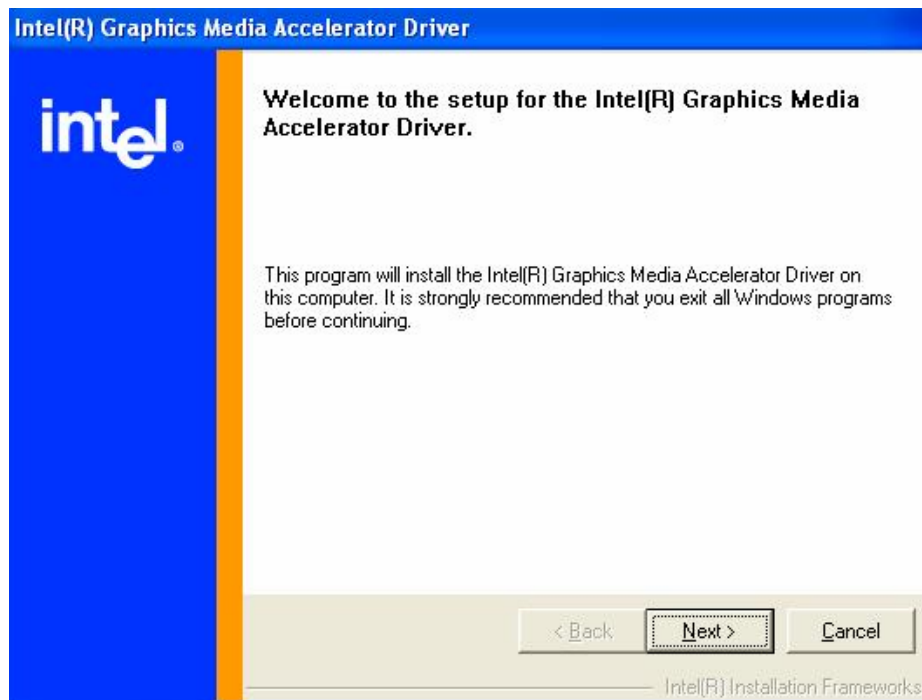 Intel(R) Graphics Media Accelerator Driver
intel®
Welcome to the setup for the Intel(R) Graphics Media
Accelerator Driver.
This program will install the Intel(R) Graphics Media Accelerator Driver on
this computer. It is strongly recommended that you exit all Windows programs
before continuing.
< Back
Next >
Cancel
Intel(R) Installation Frameworks